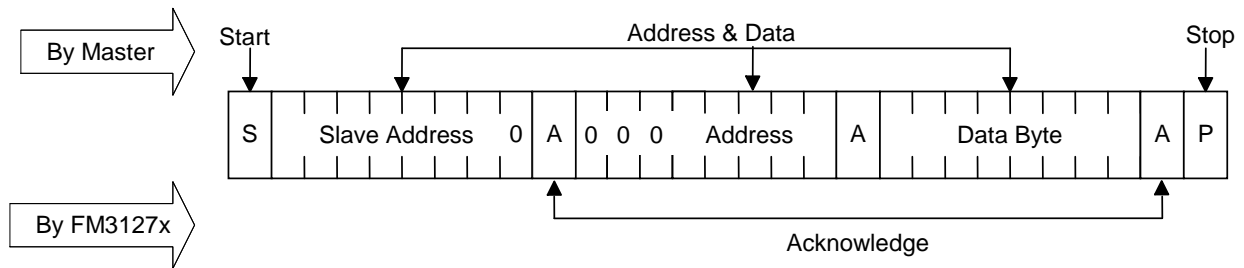 By Master
Start
Address & Data
Stop
S Slave Address 0 A 0 0 0 Address A Data Byte A P
By FM3127x
Acknowledge